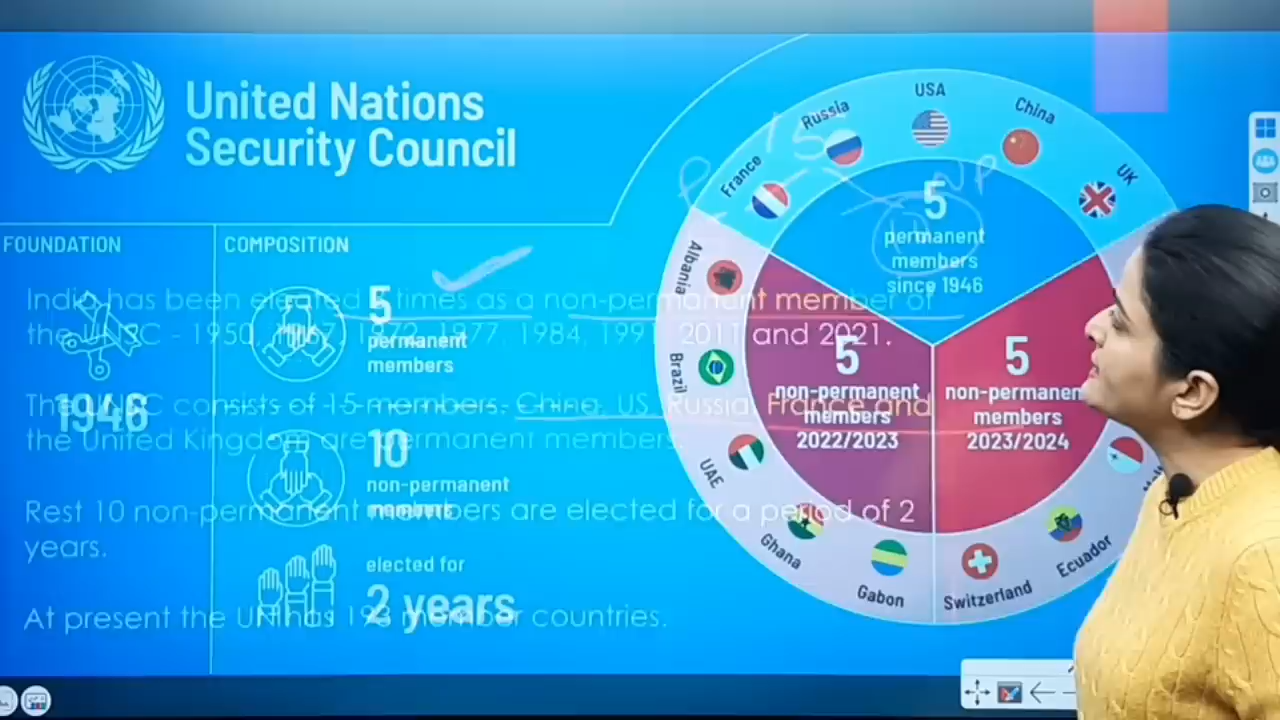 United Nations
Security Council
FOUNDATION
1946
COMPOSITION
5
permanent
members
10
non-permanent
members
elected for
2 years
India has been elected times as a non-permanant member of
the UNSC - 1950, 1972, 1977, 1984, 1991, 2011 and 2021.
The UNSC consists of 15 members. China, US, Russia, France and
the United Kingdom are permanent members.
Rest 10 non-permanent members are elected for a period of 2
years.
At present the UN has 193 member countries.
15
P
NP
10
France
Russia
USA
China
UK
5
permanent
members
since 1946
Albania
Brazil
UAE
Ghana
Gabon
5
non-permanent
members
2022/2023
5
non-permanen
members
2023/2024
Switzerland
Ecuador